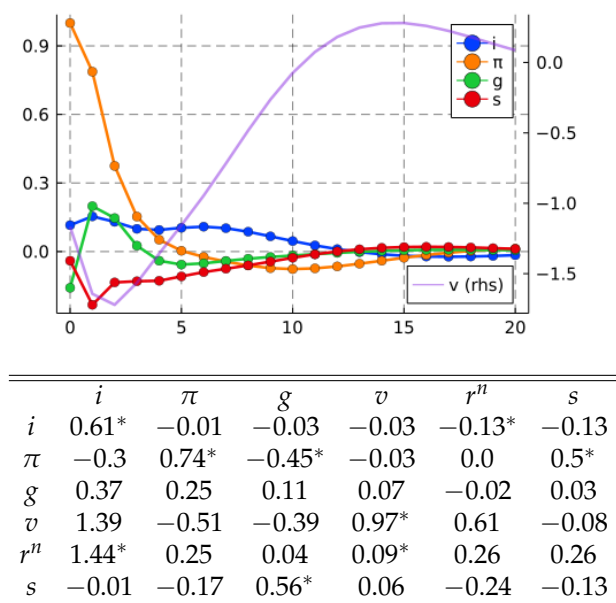 0.9
0.6
0.3
0.0
0.0
−0.5
−1.0
−1.5
i
π
g
s
v (rhs)
0 5 10 15 20
i π g v rⁿ s
i 0.61* −0.01 −0.03 −0.03 −0.13* −0.13
π −0.3 0.74* −0.45* −0.03 0.0 0.5*
g 0.37 0.25 0.11 0.07 −0.02 0.03
v 1.39 −0.51 −0.39 0.97* 0.61 −0.08
rⁿ 1.44* 0.25 0.04 0.09* 0.26 0.26
s −0.01 −0.17 0.56* 0.06 −0.24 −0.13